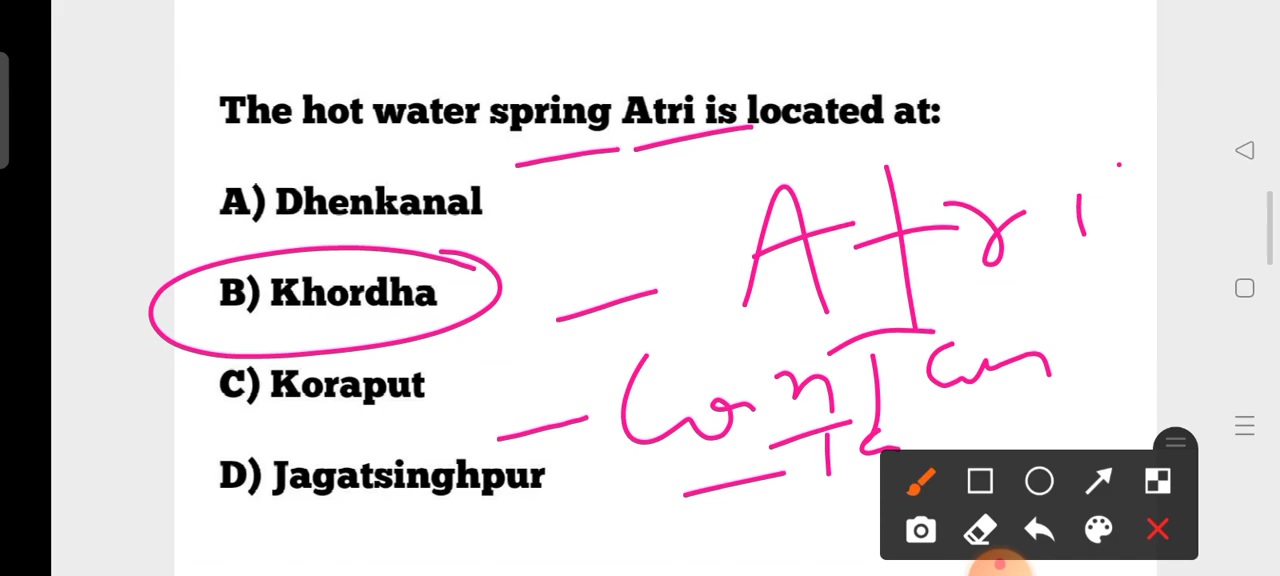 The hot water spring Atri is located at:
A) Dhenkanal
B) Khordha
Atri
C) Koraput
D) Jagatsinghpur